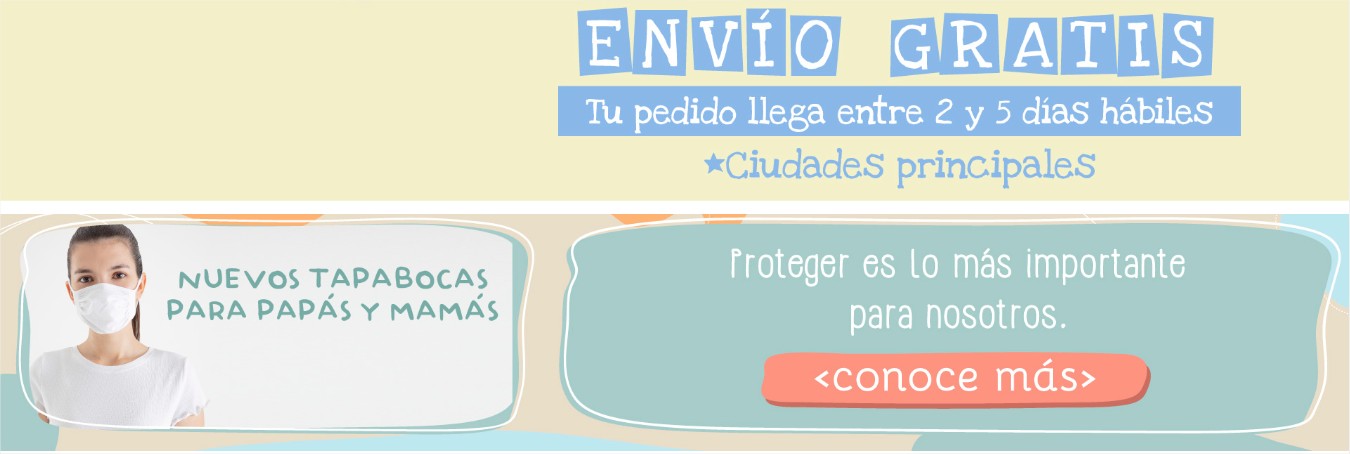 ENVÍO GRATIS
Tu pedido llega entre 2 y 5 días hábiles
★Ciudades principales
NUEVOS TAPABOCAS
PARA PAPÁS Y MAMÁS
Proteger es lo más importante
para nosotros.
<conoce más>